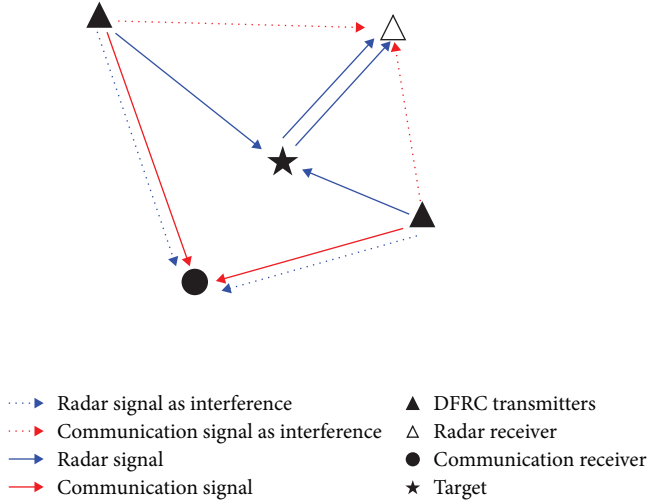 Radar signal as interference
Communication signal as interference
Radar signal
Communication signal
DFRC transmitters
Radar receiver
Communication receiver
Target